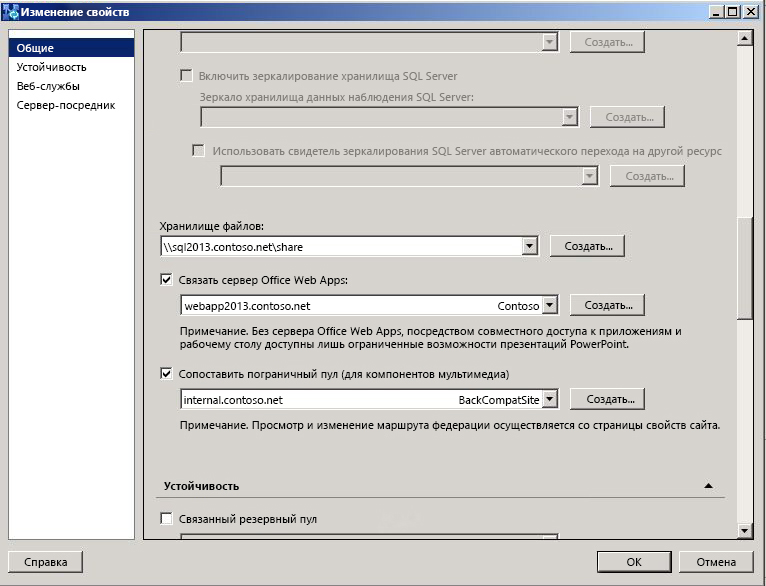 Изменение свойств
Общие
Устойчивость
Веб-службы
Сервер-посредник
Создать...
Включить зеркалирование хранилища SQL Server
Зеркало хранилища данных наблюдения SQL Server:
Создать...
Использовать свидетель зеркалирования SQL Server автоматического перехода на другой ресурс
Создать...
Хранилище файлов:
\\sql2013.contoso.net\share Создать...
Связать сервер Office Web Apps:
webapp2013.contoso.net Contoso Создать...
Примечание. Без сервера Office Web Apps, посредством совместного доступа к приложениям и
рабочему столу доступны лишь ограниченные возможности презентаций PowerPoint.
Сопоставить пограничный пул (для компонентов мультимедиа)
internal.contoso.net BackCompatSite Создать...
Примечание. Просмотр и изменение маршрута федерации осуществляется со страницы свойств сайта.
Устойчивость
Связанный резервный пул
Справка OK Отмена